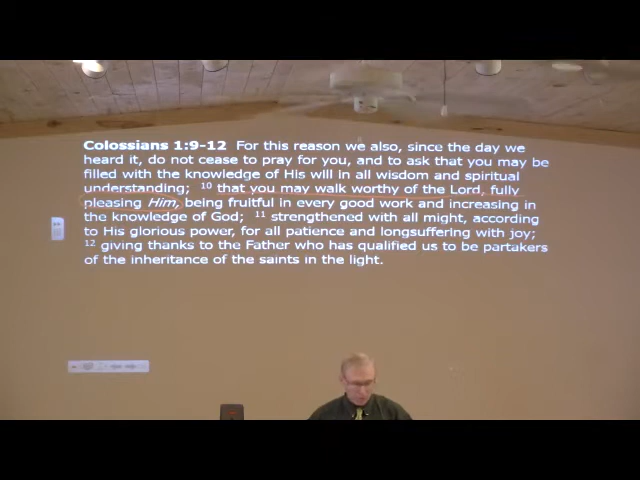 Colossians 1:9-12 For this reason we also, since the day we
heard it, do not cease to pray for you, and to ask that you may be
filled with the knowledge of His will in all wisdom and spiritual
understanding; 10 that you may walk worthy of the Lord, fully
pleasing Him, being fruitful in every good work and increasing in
the knowledge of God; 11 strengthened with all might, according
to His glorious power, for all patience and longsuffering with joy;
12 giving thanks to the Father who has qualified us to be partakers
of the inheritance of the saints in the light.